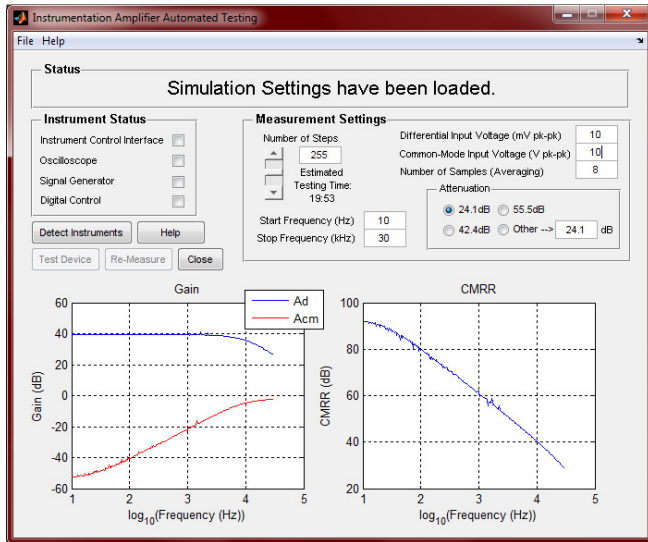 Instrumentation Amplifier Automated Testing
File Help
Status
Simulation Settings have been loaded.
Instrument Status
Instrument Control Interface
Oscilloscope
Signal Generator
Digital Control
Detect Instruments Help
Test Device Re-Measure Close
Measurement Settings
Number of Steps
255
Estimated
Testing Time:
19:53
Start Frequency (Hz) 10
Stop Frequency (kHz) 30
Differential Input Voltage (mV pk-pk) 10
Common-Mode Input Voltage (V pk-pk) 10
Number of Samples (Averaging) 8
Attenuation
24.1dB 55.5dB
42.4dB Other --> 24.1 dB
Gain
Ad
Acm
60
40
20
0
-20
-40
-60
Gain (dB)
1 2 3 4 5
log10(Frequency (Hz))
CMRR
100
80
60
40
20
CMRR (dB)
1 2 3 4 5
log10(Frequency (Hz))